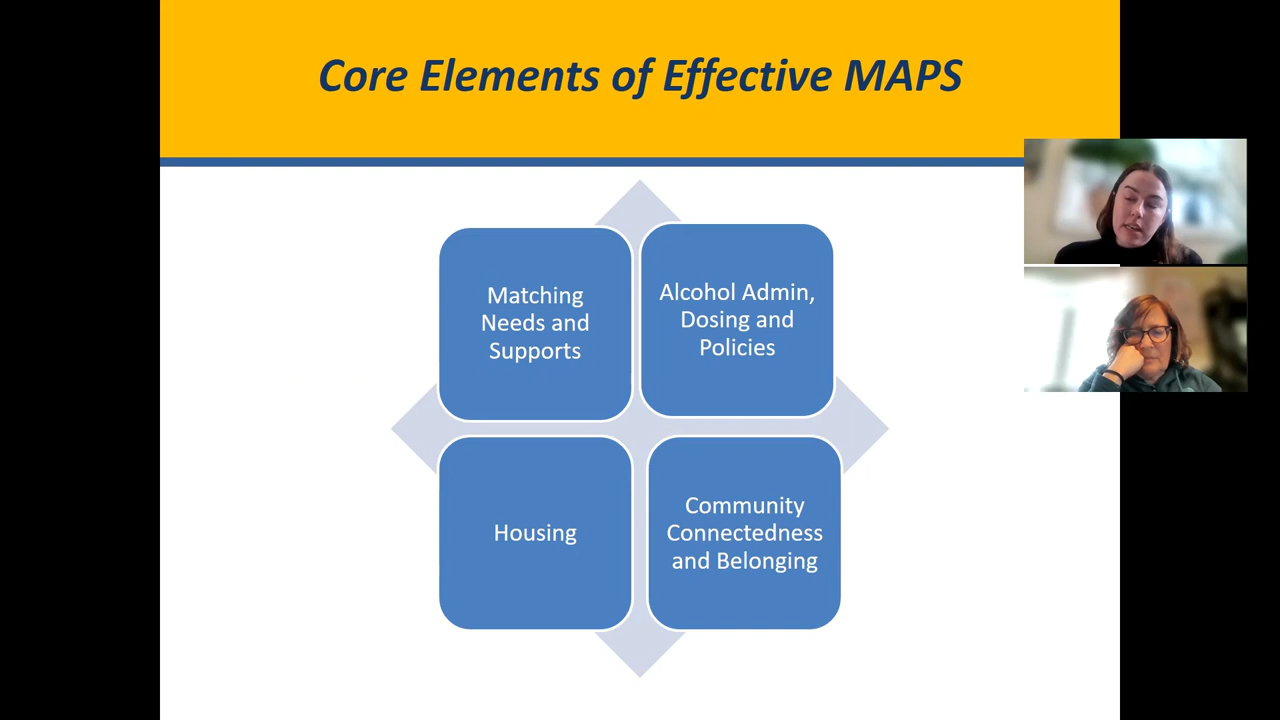 Core Elements of Effective MAPS
Matching
Needs and
Supports
Alcohol Admin,
Dosing and
Policies
Housing
Community
Connectedness
and Belonging